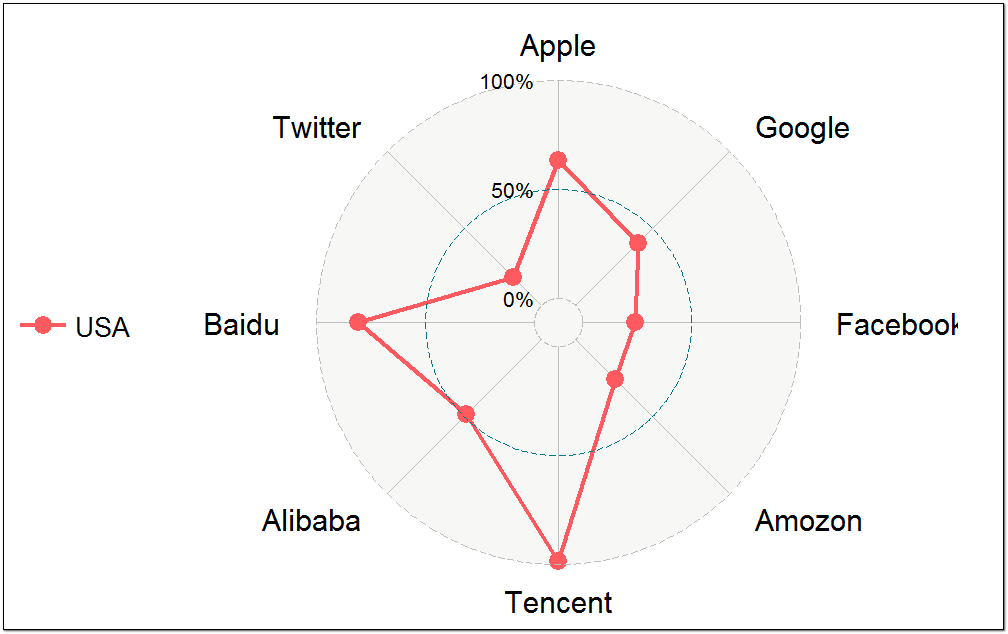 Apple
100%
Twitter
Google
50%
0%
USA
Baidu
Facebook
Alibaba
Amozon
Tencent